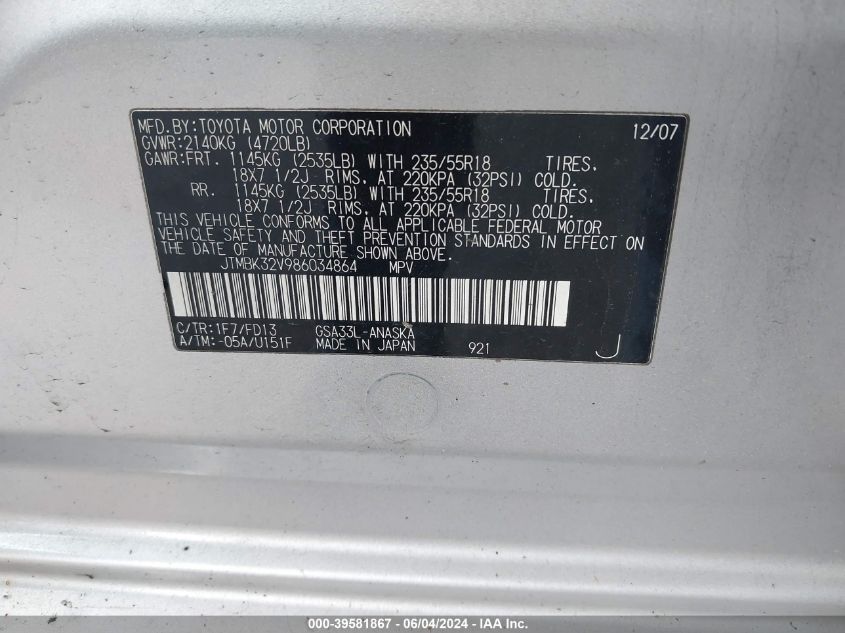 MFD.BY:TOYOTA MOTOR CORPORATION 12/07
GVWR:2140KG (4720LB)
GAWR:FRT. 1145KG (2535LB) WITH 235/55R18 TIRES,
18X7 1/2J RIMS, AT 220KPA (32PSI) COLD.
RR. 1145KG (2535LB) WITH 235/55R18 TIRES,
18X7 1/2J RIMS, AT 220KPA (32PSI) COLD.
THIS VEHICLE CONFORMS TO ALL APPLICABLE FEDERAL MOTOR
VEHICLE SAFETY AND THEFT PREVENTION STANDARDS IN EFFECT ON
THE DATE OF MANUFACTURE SHOWN ABOVE.
JTMBK32V986034864 MPV
C/TR:1F7/FD13 GSA33L-ANASKA
A/TM:-05A/U151F MADE IN JAPAN 921 J
000-39581867 - 06/04/2024 - IAA Inc.